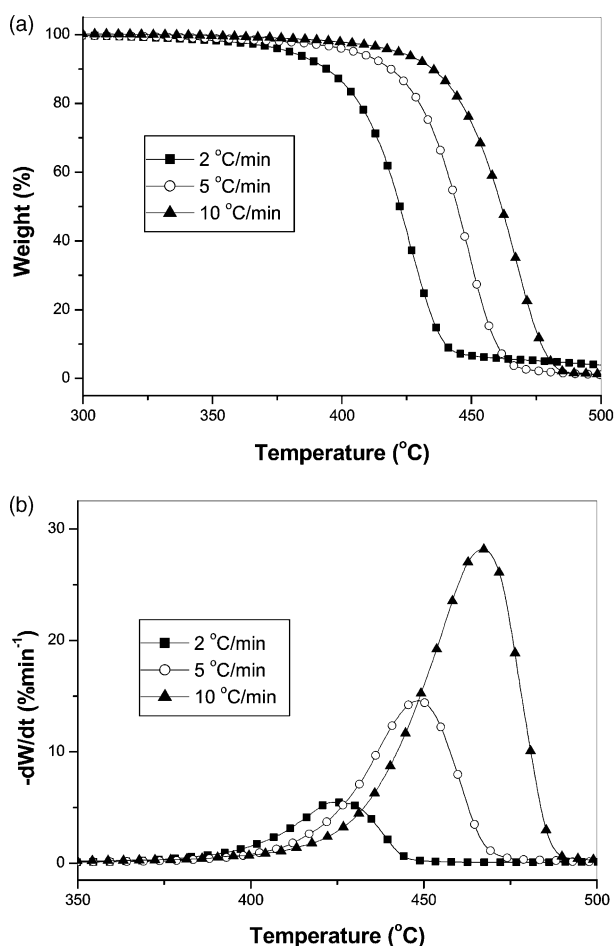 (a)
100
80
60
40
20
0
Weight (%)
2 °C/min
5 °C/min
10 °C/min
300 350 400 450 500
Temperature (°C)
(b)
30
20
10
0
-dW/dt (%min⁻¹)
2 °C/min
5 °C/min
10 °C/min
350 400 450 500
Temperature (°C)